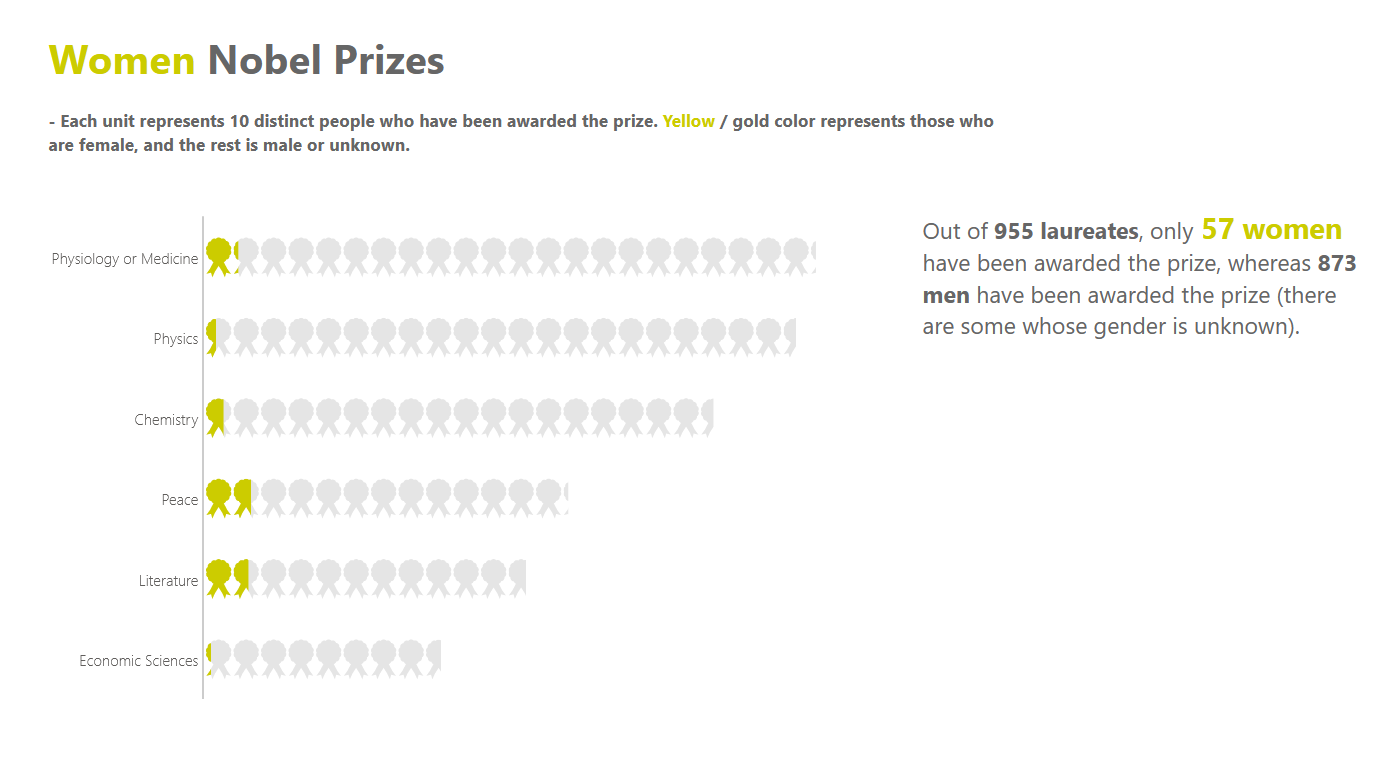 Women Nobel Prizes
- Each unit represents 10 distinct people who have been awarded the prize. Yellow / gold color represents those who
are female, and the rest is male or unknown.
Out of 955 laureates, only 57 women
have been awarded the prize, whereas 873
men have been awarded the prize (there
are some whose gender is unknown).
Physiology or Medicine
Physics
Chemistry
Peace
Literature
Economic Sciences